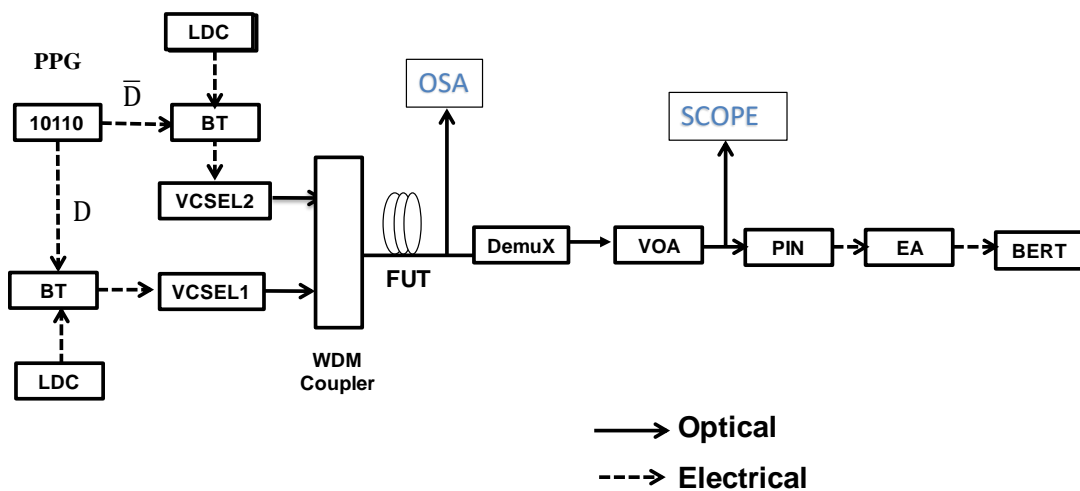 LDC
PPG
D̅
10110
BT
OSA
SCOPE
VCSEL2
D
DemuX
VOA
PIN
EA
BERT
FUT
BT
VCSEL1
WDM
Coupler
LDC
Optical
Electrical